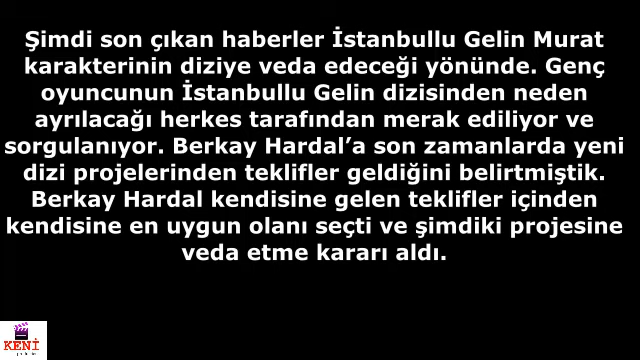 Şimdi son çıkan haberler İstanbullu Gelin Murat
karakterinin diziye veda edeceği yönünde. Genç
oyuncunun İstanbullu Gelin dizisinden neden
ayrılacağı herkes tarafından merak ediliyor ve
sorgulanıyor. Berkay Hardal’a son zamanlarda yeni
dizi projelerinden teklifler geldiğini belirtmiştik.
Berkay Hardal kendisine gelen teklifler içinden
kendisine en uygun olanı seçti ve şimdiki projesine
veda etme kararı aldı.
KENİ